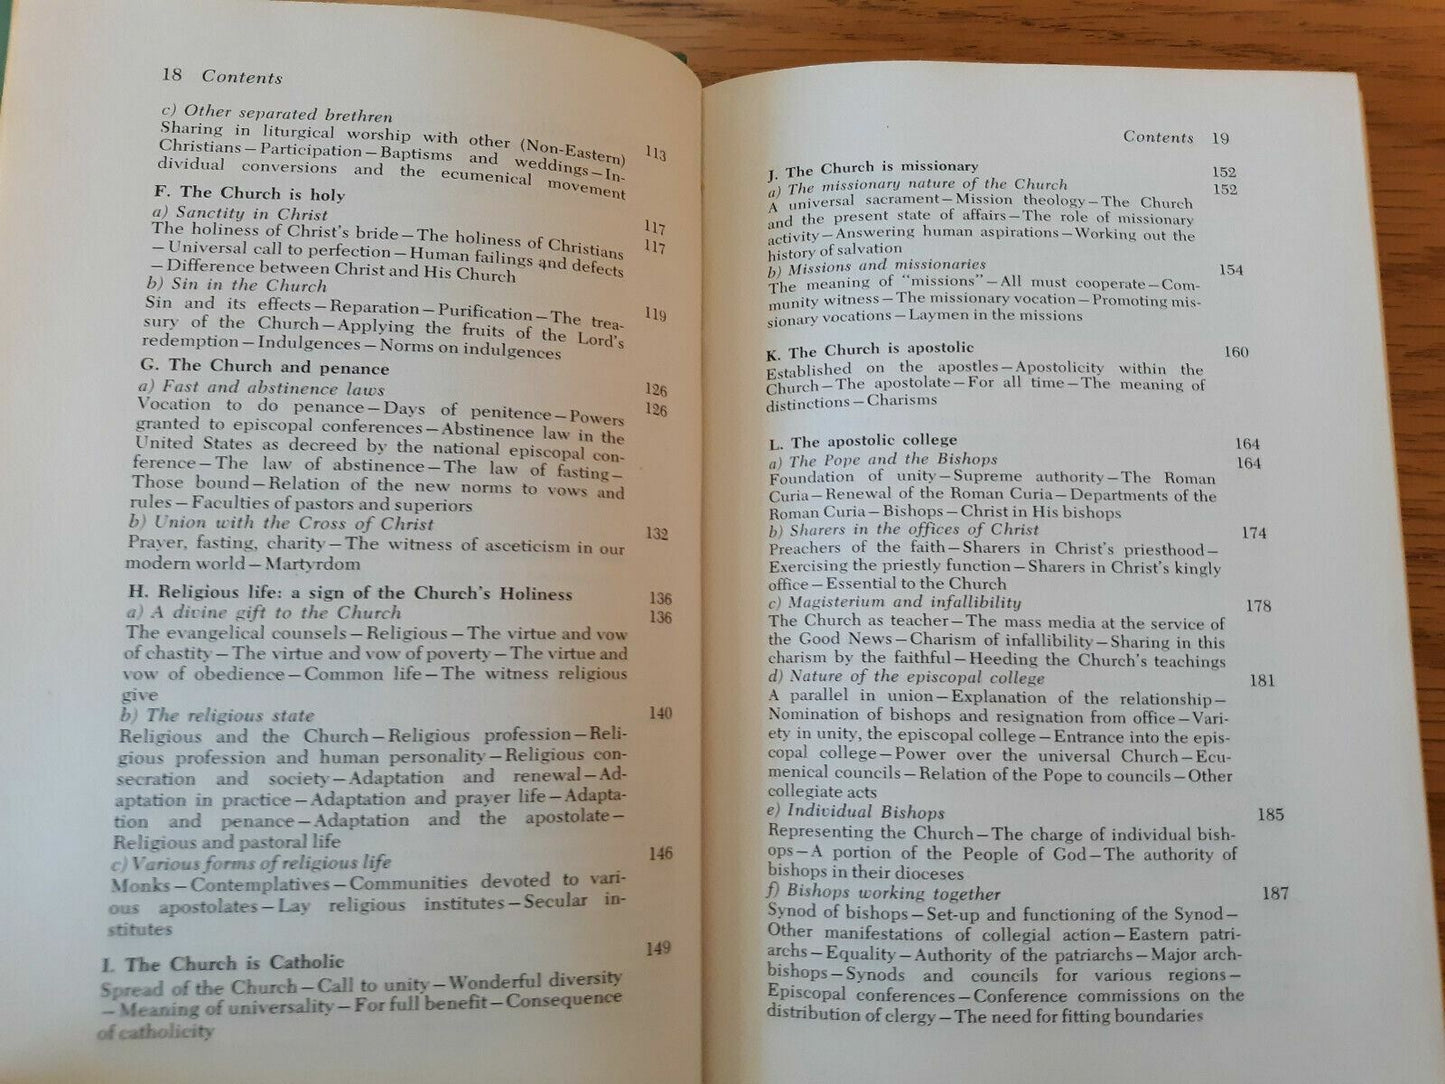 18 Contents
c) Other separated brethren 113
Sharing in liturgical worship with other (Non-Eastern)
Christians—Participation—Baptisms and weddings—In-
dividual conversions and the ecumenical movement
F. The Church is holy 117
a) Sanctity in Christ 117
The holiness of Christ's bride—The holiness of Christians
—Universal call to perfection—Human failings and defects
—Difference between Christ and His Church
b) Sin in the Church 119
Sin and its effects—Reparation—Purification—The trea-
sury of the Church—Applying the fruits of the Lord's
redemption—Indulgences—Norms on indulgences
G. The Church and penance 126
a) Fast and abstinence laws 126
Vocation to do penance—Days of penitence—Powers
granted to episcopal conferences—Abstinence law in the
United States as decreed by the national episcopal con-
ference—The law of abstinence—The law of fasting—
Those bound—Relation of the new norms to vows and
rules—Faculties of pastors and superiors
b) Union with the Cross of Christ 132
Prayer, fasting, charity—The witness of asceticism in our
modern world—Martyrdom
H. Religious life: a sign of the Church's Holiness 136
a) A divine gift to the Church 136
The evangelical counsels—Religious—The virtue and vow
of chastity—The virtue and vow of poverty—The virtue and
vow of obedience—Common life—The witness religious
give
b) The religious state 140
Religious and the Church—Religious profession—Reli-
gious profession and human personality—Religious con-
secration and society—Adaptation and renewal—Ad-
aptation in practice—Adaptation and prayer life—Adapta-
tion and penance—Adaptation and the apostolate—
Religious and pastoral life
c) Various forms of religious life 146
Monks—Contemplatives—Communities devoted to vari-
ous apostolates—Lay religious institutes—Secular in-
stitutes
I. The Church is Catholic 149
Spread of the Church—Call to unity—Wonderful diversity
—Meaning of universality—For full benefit—Consequence
of catholicity
Contents 19
J. The Church is missionary 152
a) The missionary nature of the Church 152
A universal sacrament—Mission theology—The Church
and the present state of affairs—The role of missionary
activity—Answering human aspirations—Working out the
history of salvation
b) Missions and missionaries 154
The meaning of "missions"—All must cooperate—Com-
munity witness—The missionary vocation—Promoting mis-
sionary vocations—Laymen in the missions
K. The Church is apostolic 160
Established on the apostles—Apostolicity within the
Church—The apostolate—For all time—The meaning of
distinctions—Charisms
L. The apostolic college 164
a) The Pope and the Bishops 164
Foundation of unity—Supreme authority—The Roman
Curia—Renewal of the Roman Curia—Departments of the
Roman Curia—Bishops—Christ in His bishops
b) Sharers in the offices of Christ 174
Preachers of the faith—Sharers in Christ's priesthood—
Exercising the priestly function—Sharers in Christ's kingly
office—Essential to the Church
c) Magisterium and infallibility 178
The Church as teacher—The mass media at the service of
the Good News—Charism of infallibility—Sharing in this
charism by the faithful—Heeding the Church's teachings
d) Nature of the episcopal college 181
A parallel in union—Explanation of the relationship—
Nomination of bishops and resignation from office—Vari-
ety in unity, the episcopal college—Entrance into the epis-
copal college—Power over the universal Church—Ecu-
menical councils—Relation of the Pope to councils—Other
collegiate acts
e) Individual Bishops 185
Representing the Church—The charge of individual bish-
ops—A portion of the People of God—The authority of
bishops in their dioceses
f) Bishops working together 187
Synod of bishops—Set-up and functioning of the Synod—
Other manifestations of collegial action—Eastern patri-
archs—Equality—Authority of the patriarchs—Major arch-
bishops—Synods and councils for various regions—
Episcopal conferences—Conference commissions on the
distribution of clergy—The need for fitting boundaries